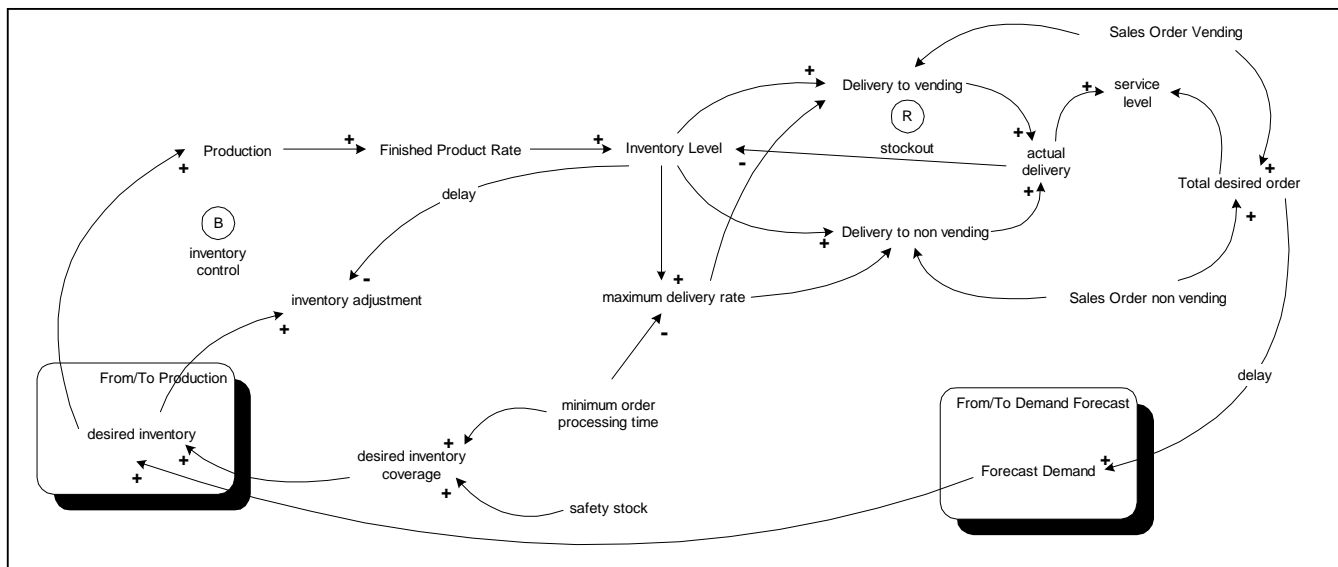 Sales Order Vending
+
+
Delivery to vending
+
service
level
R
stockout
+
+
Production
+
Finished Product Rate
+
Inventory Level
-
actual
delivery
+
+
Total desired order
+
delay
B
inventory
control
+
Delivery to non vending
-
inventory adjustment
+
+
maximum delivery rate
-
Sales Order non vending
From/To Production
desired inventory
+
+
minimum order
processing time
+
desired inventory
coverage
+
safety stock
delay
From/To Demand Forecast
Forecast Demand
+